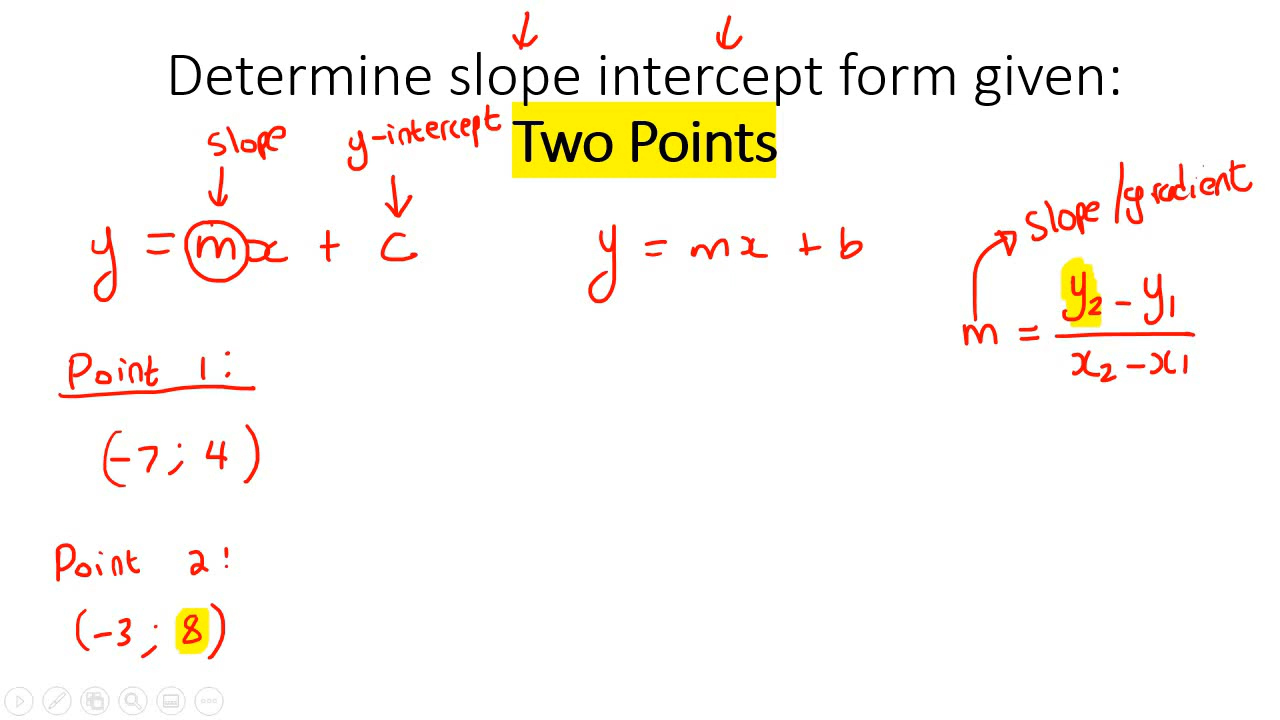 Determine slope intercept form given:
Two Points
slope
y-intercept
y = mx + c
y = mx + b
slope/gradient
m = y₂ - y₁
x₂ - x₁
Point 1:
(-7; 4)
Point 2:
(-3; 8)